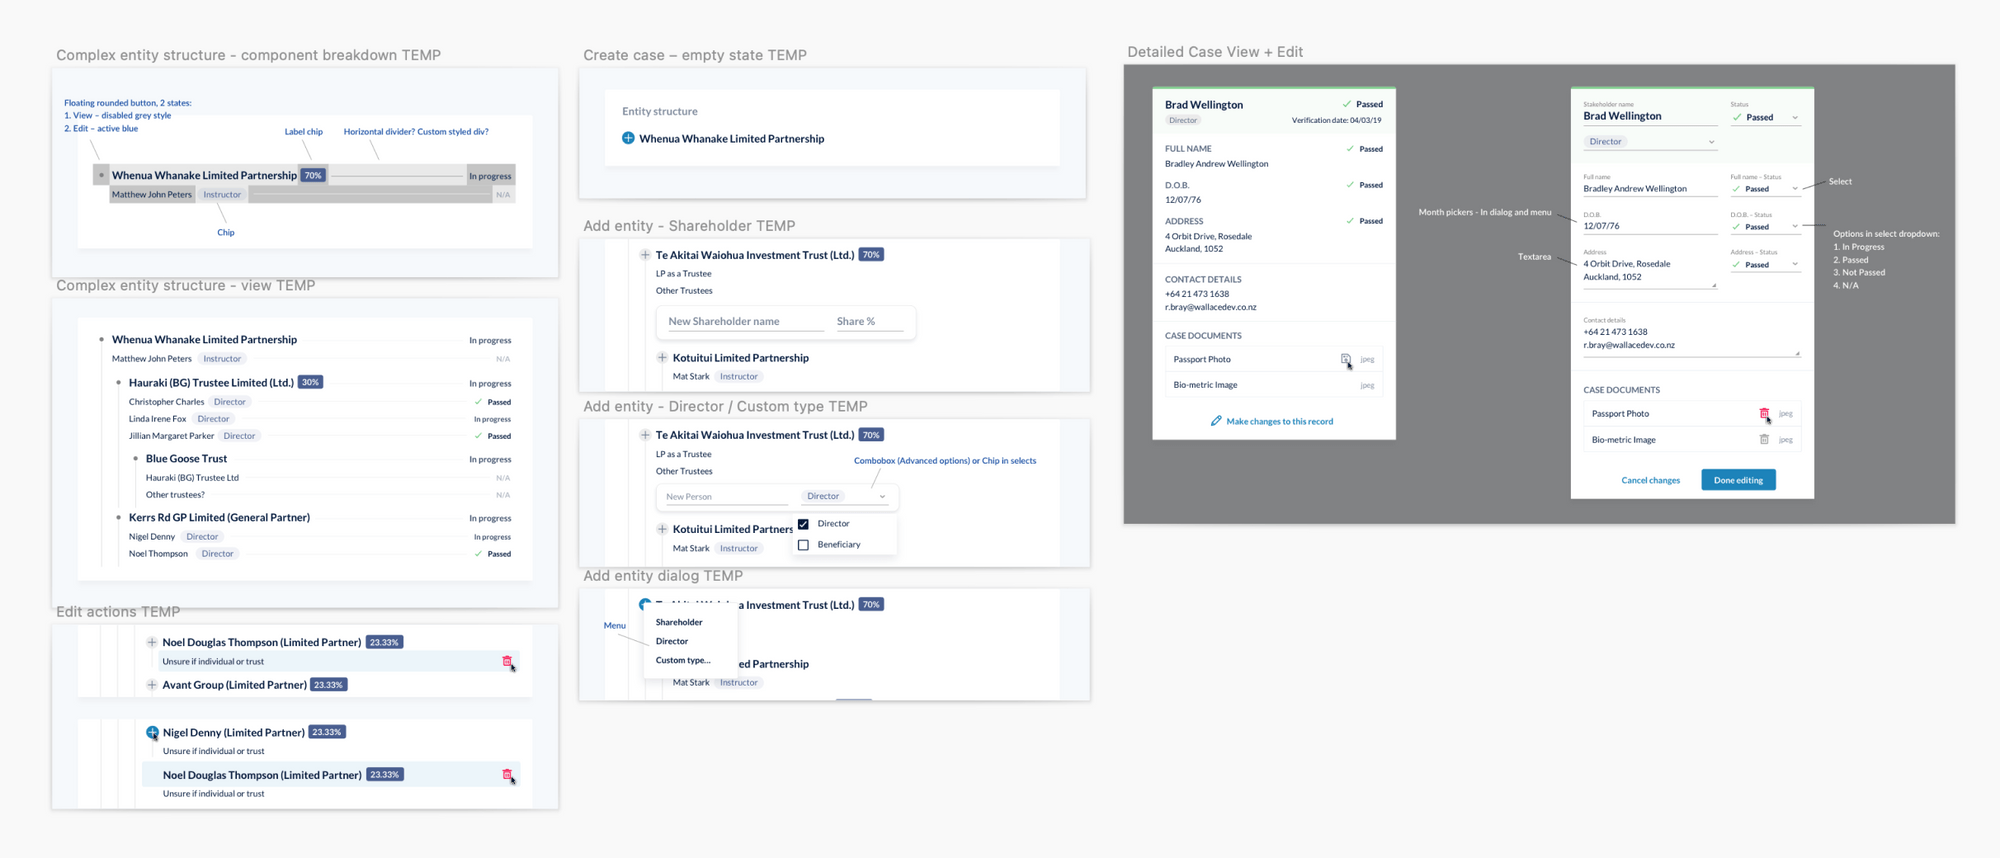 Complex entity structure - component breakdown TEMP
Floating rounded button, 2 states:
1. View – disabled grey style
2. Edit – active blue
Label chip
Horizontal divider? Custom styled div?
Whenua Whanake Limited Partnership 70% In progress
Matthew John Peters Instructor N/A
Chip
Complex entity structure - view TEMP
Whenua Whanake Limited Partnership In progress
Matthew John Peters Instructor N/A
Hauraki (BG) Trustee Limited (Ltd.) 30% In progress
Christopher Charles Director Passed
Linda Irene Fox Director In progress
Jillian Margaret Parker Director Passed
Blue Goose Trust In progress
Hauraki (BG) Trustee Ltd N/A
Other trustees? N/A
Kerrs Rd GP Limited (General Partner) In progress
Nigel Denny Director In progress
Noel Thompson Director Passed
Edit actions TEMP
Noel Douglas Thompson (Limited Partner) 23.33%
Unsure if individual or trust
Avant Group (Limited Partner) 23.33%
Nigel Denny (Limited Partner) 23.33%
Unsure if individual or trust
Noel Douglas Thompson (Limited Partner) 23.33%
Unsure if individual or trust
Create case – empty state TEMP
Entity structure
Whenua Whanake Limited Partnership
Add entity - Shareholder TEMP
Te Akitai Waiohua Investment Trust (Ltd.) 70%
LP as a Trustee
Other Trustees
New Shareholder name Share %
Kotuitui Limited Partnership
Mat Stark Instructor
Add entity - Director / Custom type TEMP
Te Akitai Waiohua Investment Trust (Ltd.) 70%
LP as a Trustee
Combobox (Advanced options) or Chip in selects
Other Trustees
New Person Director
Kotuitui Limited Partners
Director
Mat Stark Instructor
Beneficiary
Add entity dialog TEMP
a Investment Trust (Ltd.) 70%
Menu
Shareholder
Director
Custom type...
ed Partnership
Mat Stark Instructor
Detailed Case View + Edit
Brad Wellington Passed
Director Verification date: 04/03/19
FULL NAME Passed
Bradley Andrew Wellington
D.O.B. Passed
12/07/76
ADDRESS Passed
4 Orbit Drive, Rosedale
Auckland, 1052
CONTACT DETAILS
+64 21 473 1638
r.bray@wallacedev.co.nz
CASE DOCUMENTS
Passport Photo jpeg
Bio-metric Image jpeg
Make changes to this record
Month pickers - In dialog and menu
Textarea
Stakeholder name Status
Brad Wellington Passed
Director
Full name Full name – Status
Bradley Andrew Wellington Passed
D.O.B. D.O.B. – Status
12/07/76 Passed
Address Address – Status
4 Orbit Drive, Rosedale Passed
Auckland, 1052
Contact details
+64 21 473 1638
r.bray@wallacedev.co.nz
CASE DOCUMENTS
Passport Photo jpeg
Bio-metric Image jpeg
Cancel changes Done editing
Select
Options in select dropdown:
1. In Progress
2. Passed
3. Not Passed
4. N/A